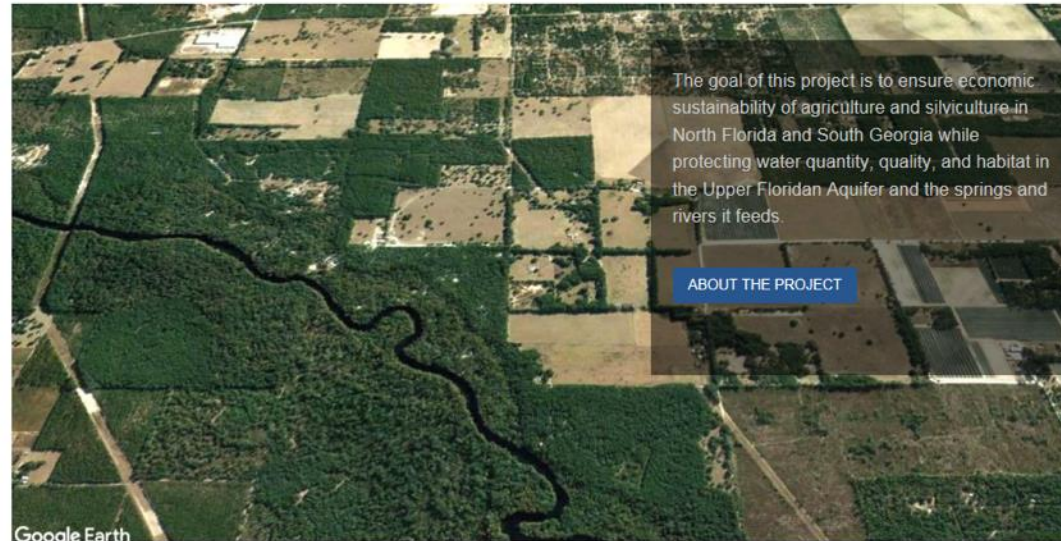 The goal of this project is to ensure economic
sustainability of agriculture and silviculture in
North Florida and South Georgia while
protecting water quantity, quality, and habitat in
the Upper Floridan Aquifer and the springs and
rivers it feeds.
ABOUT THE PROJECT
Google Earth